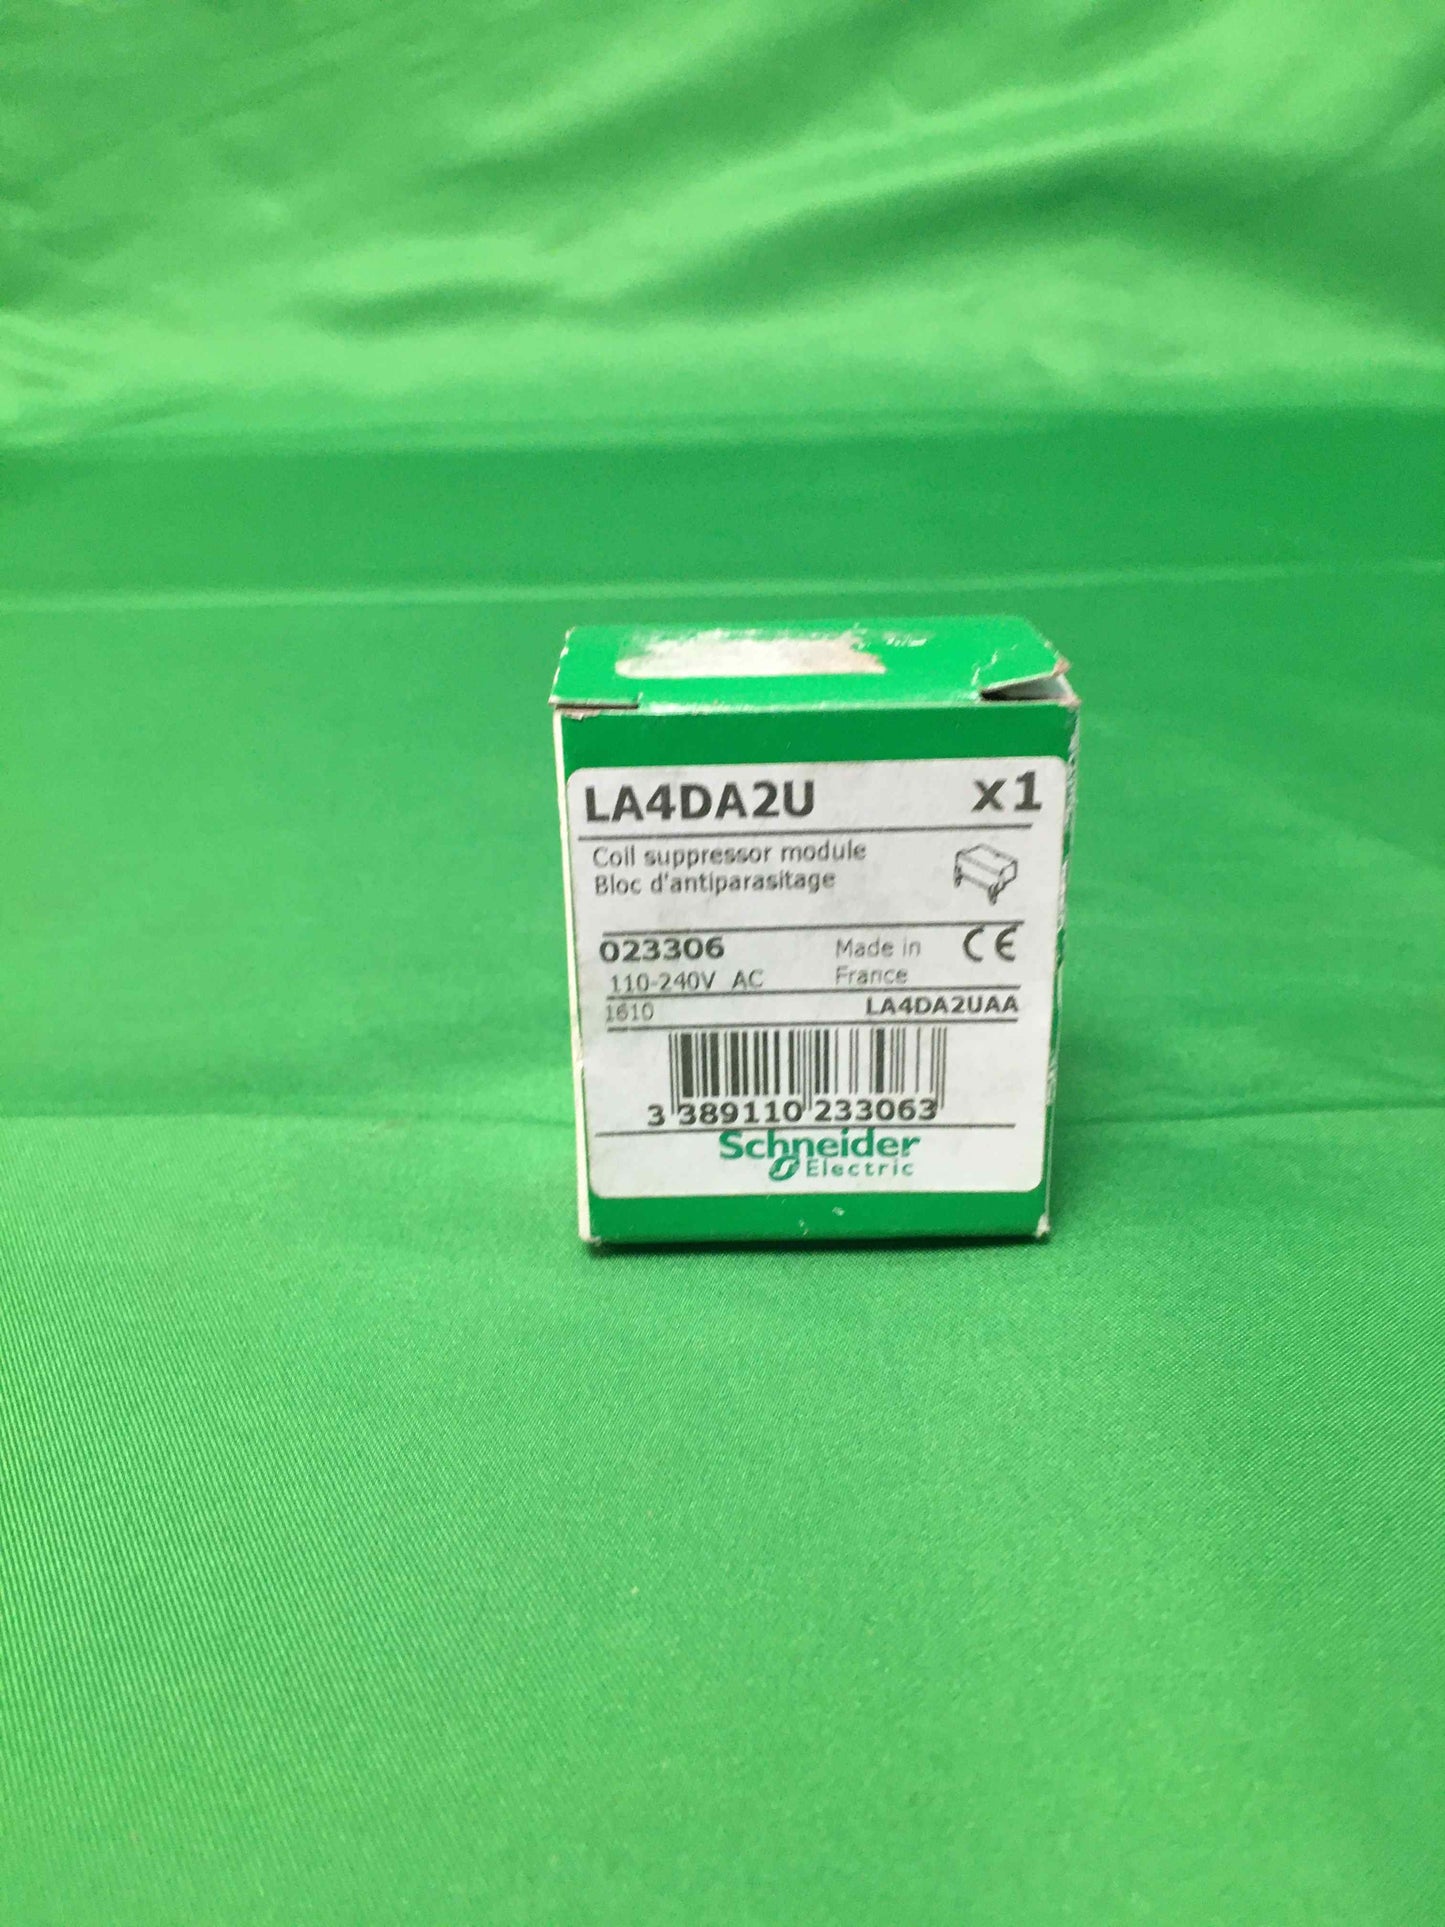 LA4DA2U x1
Coil suppressor module
Bloc d'antiparasitage
023306 Made in CE
110-240V AC France
1610 LA4DA2UAA
3 389110 233063
Schneider
Electric